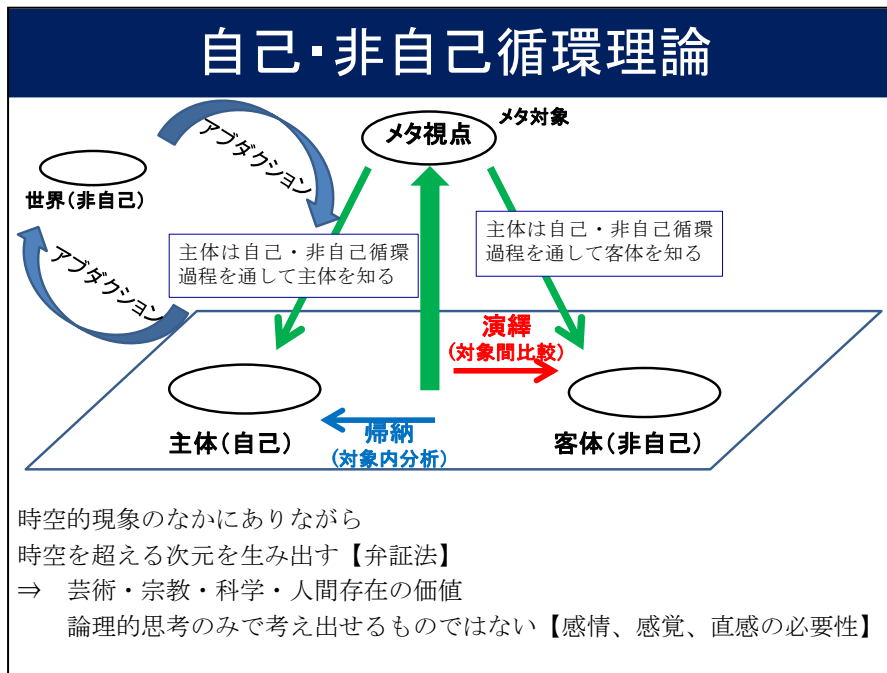 自己・非自己循環理論
メタ視点
メタ対象
アブダクション
世界(非自己)
アブダクション
主体は自己・非自己循環
過程を通して主体を知る
主体は自己・非自己循環
過程を通して客体を知る
演繹
(対象間比較)
主体(自己)
帰納
(対象内分析)
客体(非自己)
時空的現象のなかにありながら
時空を超える次元を生み出す【弁証法】
⇒ 芸術・宗教・科学・人間存在の価値
論理的思考のみで考え出せるものではない【感情、感覚、直感の必要性】